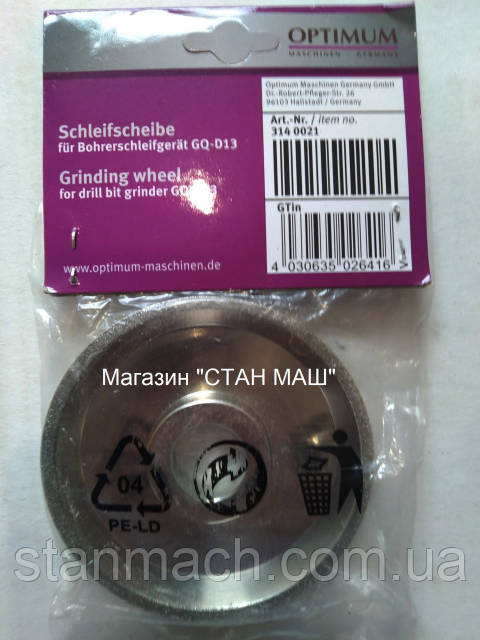 OPTIMUM
MASCHINEN - GERMANY
Optimum Maschinen Germany GmbH
Dr.-Robert-Pfleger-Str. 26
96103 Hallstadt / Germany
Art.-Nr. / item no.
314 0021
Schleifscheibe
für Bohrerschleifgerät GQ-D13
Grinding wheel
for drill bit grinder
GTIn
4 030635 026416
www.optimum-maschinen.de
Магазин "СТАН МАШ"
04
PE-LD
stanmach.com.ua